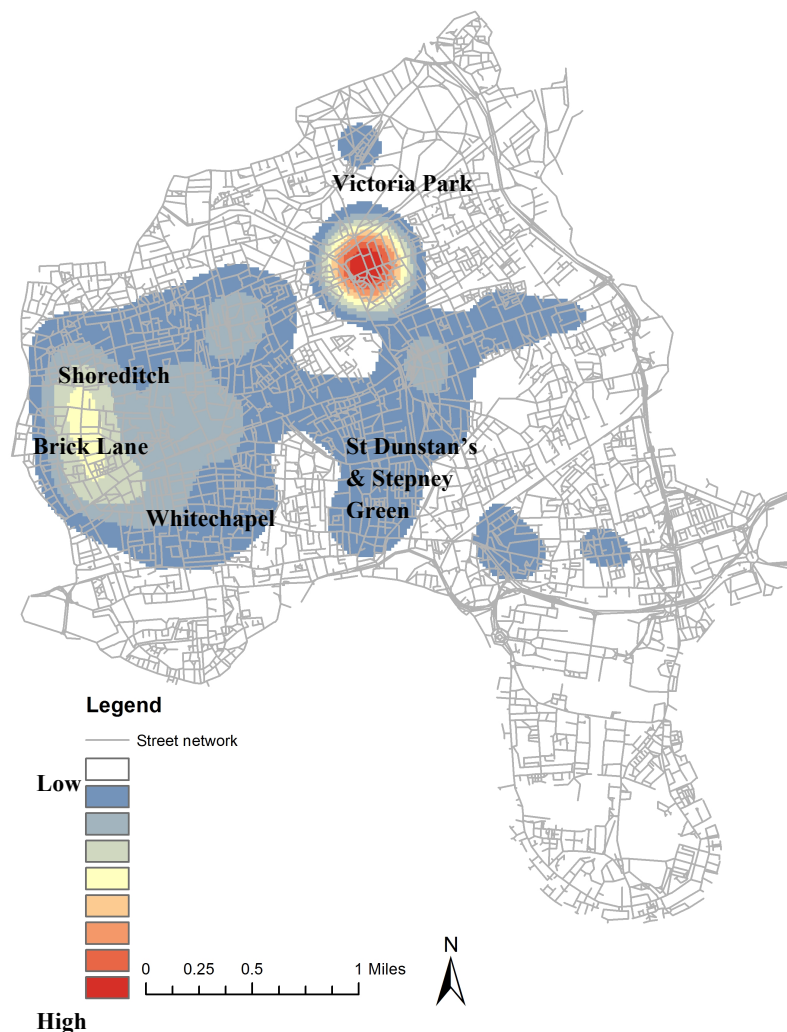 Victoria Park
Shoreditch
Brick Lane
St Dunstan's
& Stepney
Green
Whitechapel
Legend
Street network
Low
High
0 0.25 0.5 1 Miles
N